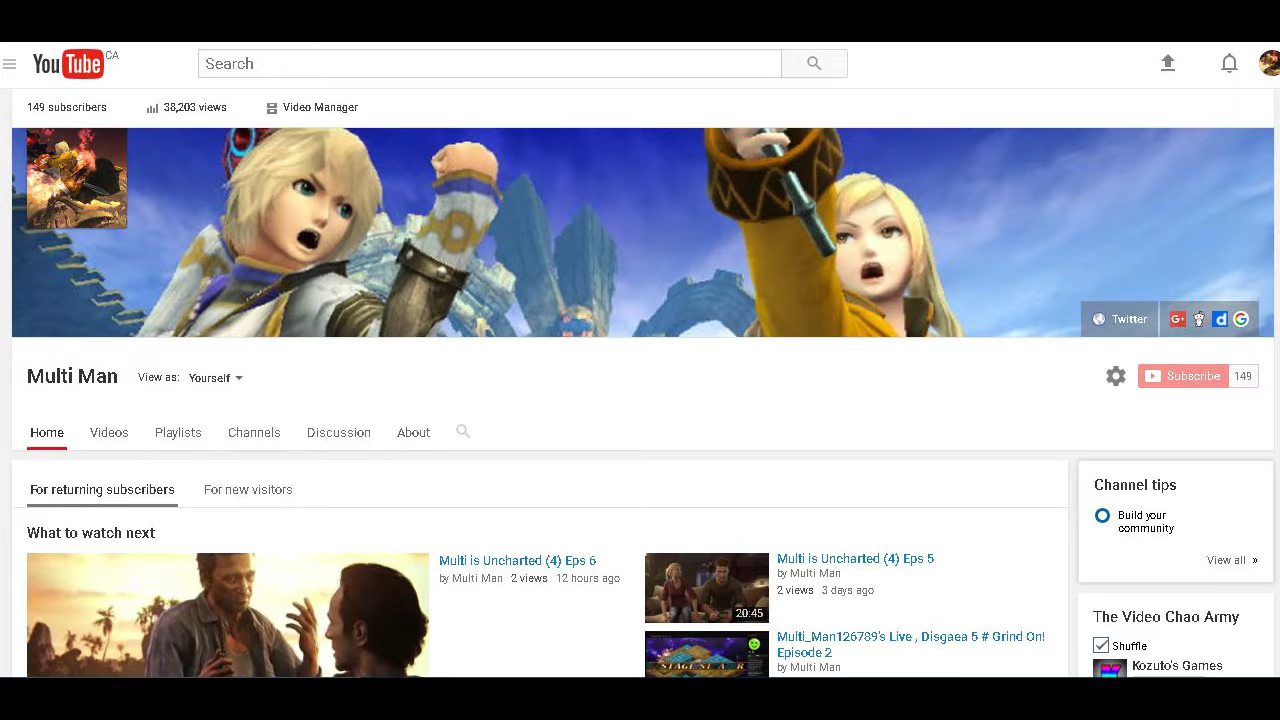 YouTube CA
Search
149 subscribers 38,203 views Video Manager
Twitter
Multi Man View as: Yourself
Subscribe 149
Home Videos Playlists Channels Discussion About
For returning subscribers For new visitors
What to watch next
Multi is Uncharted (4) Eps 6
by Multi Man 2 views 12 hours ago
20:45
Multi is Uncharted (4) Eps 5
by Multi Man
2 views 3 days ago
STAGE STAR
Multi_Man126789's Live , Disgaea 5 # Grind On!
Episode 2
by Multi Man
Channel tips
Build your
community
View all »
The Video Chao Army
Shuffle
Kozuto's Games